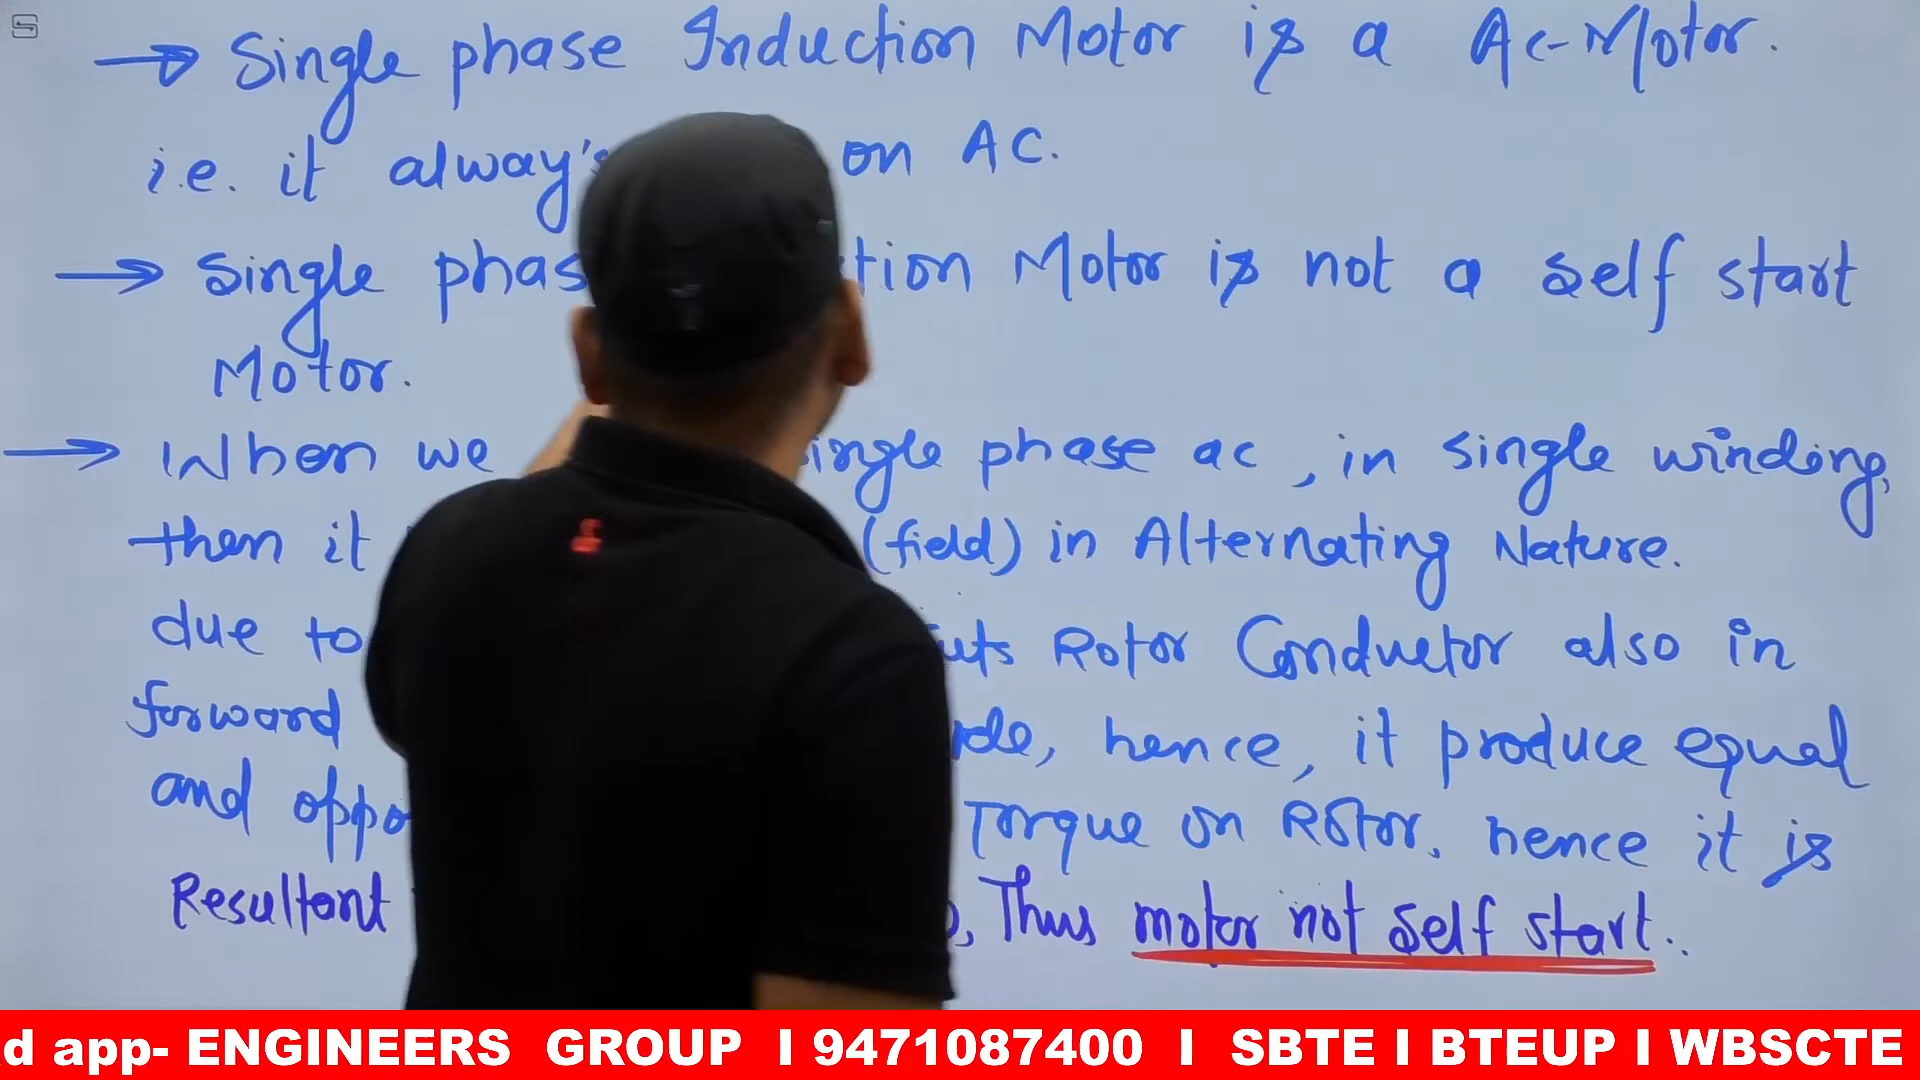 → Single phase Induction Motor is a Ac-Motor.
i.e. it alway's on AC.
→ Single phas tion Motor is not a self start
Motor.
→ When we ingle phase ac, in single winding,
then it (field) in Alternating Nature.
due to uts Rotor Conductor also in
forward de, hence, it produce equal
and oppo Torque on Rotor. hence it is
Resultant , Thus motor not self start..
d app- ENGINEERS GROUP I 9471087400 I SBTE I BTEUP I WBSCTE